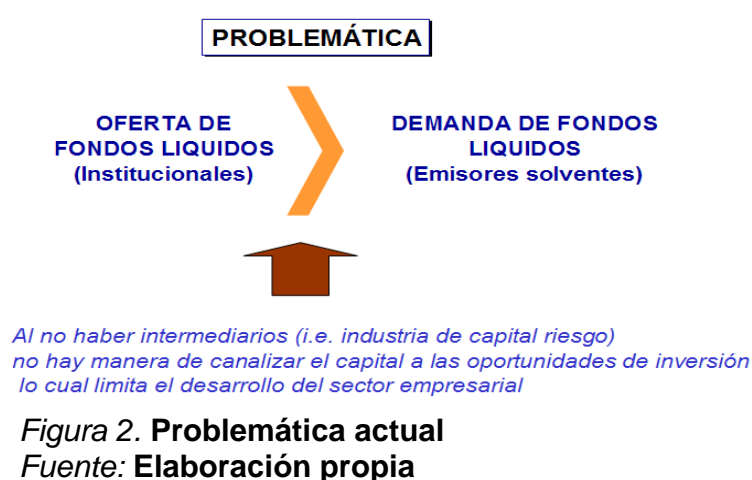 PROBLEMÁTICA
OFERTA DE
FONDOS LIQUIDOS
(Institucionales)
DEMANDA DE FONDOS
LIQUIDOS
(Emisores solventes)
Al no haber intermediarios (i.e. industria de capital riesgo)
no hay manera de canalizar el capital a las oportunidades de inversión
lo cual limita el desarrollo del sector empresarial
Figura 2. Problemática actual
Fuente: Elaboración propia